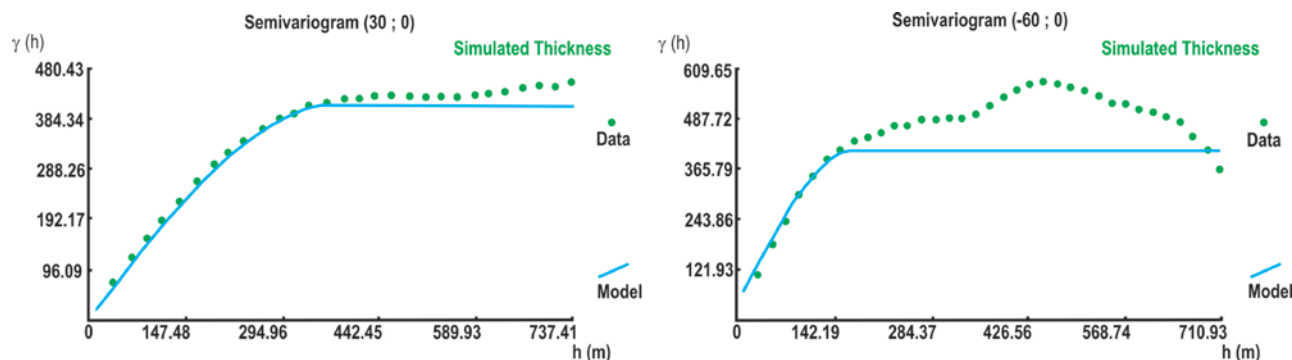 Semivariogram (30 ; 0)
γ (h)
Simulated Thickness
480.43
384.34
288.26
192.17
96.09
Data
Model
0
147.48
294.96
442.45
589.93
737.41
h (m)
Semivariogram (-60 ; 0)
γ (h)
Simulated Thickness
609.65
487.72
365.79
243.86
121.93
Data
Model
0
142.19
284.37
426.56
568.74
710.93
h (m)